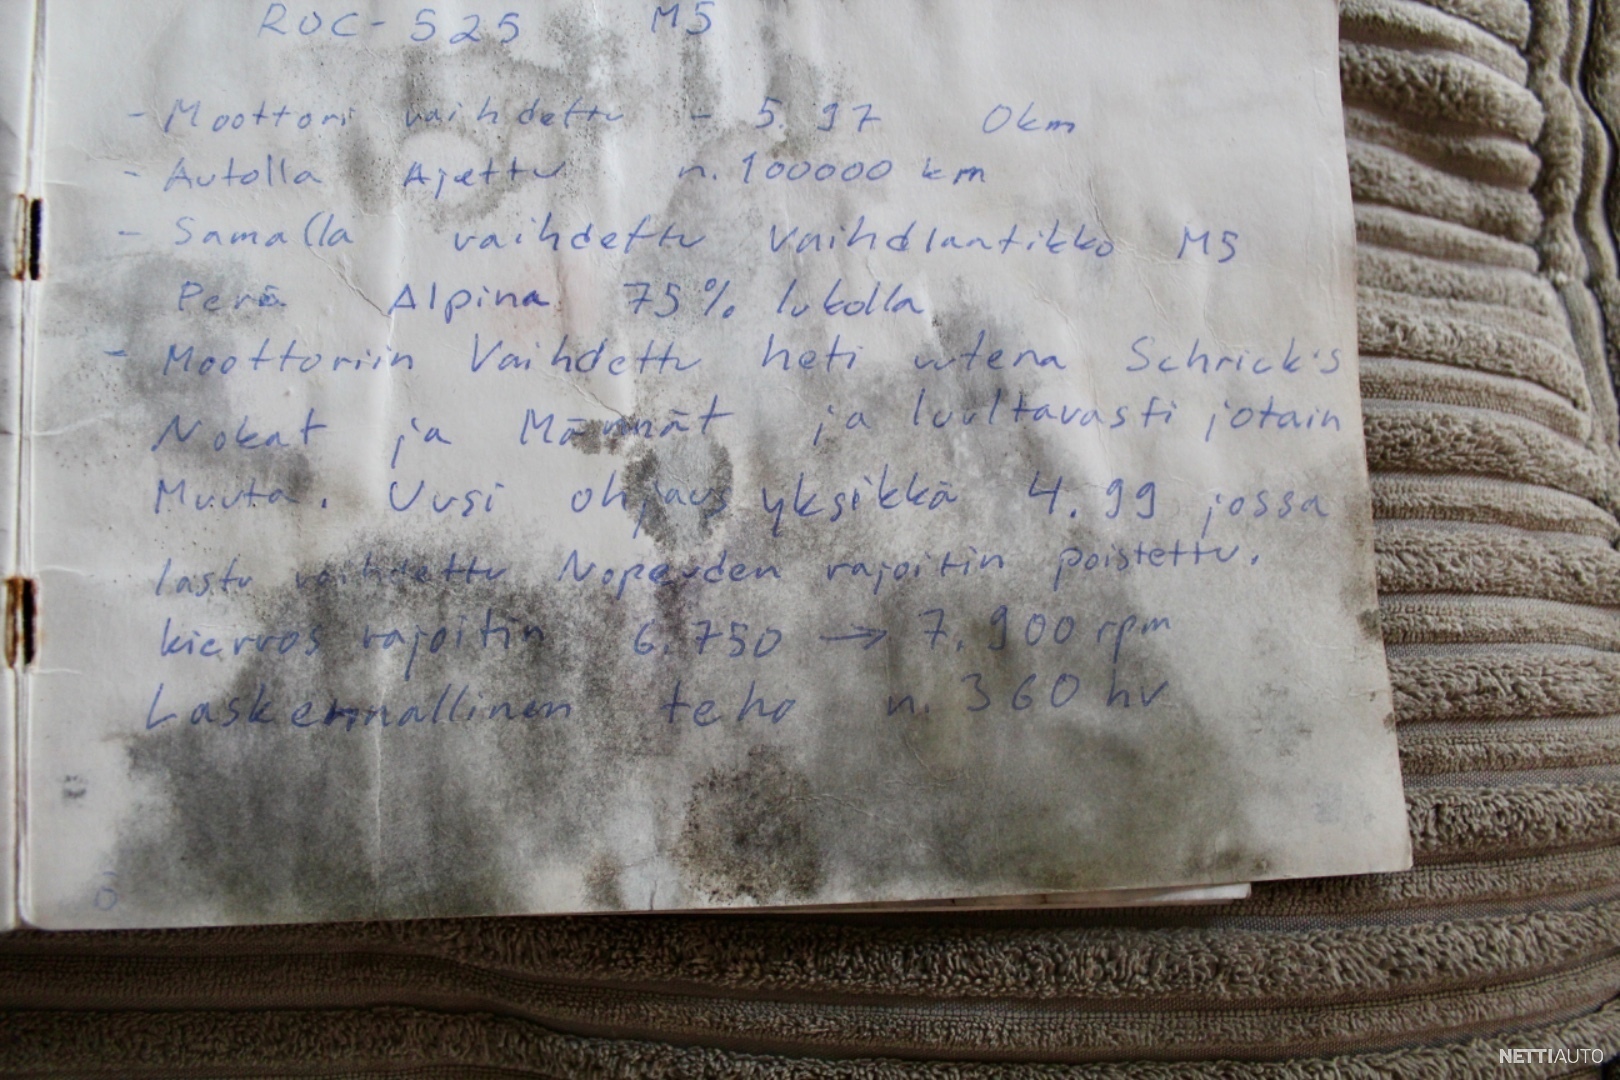 ROC-525 M5
- Moottori vaihdettu - 5.97 0km
- Autolla Ajettu n.100000 km
- Samalla vaihdettu Vaihdlaatikko M5
Perä Alpina 75% lukolla
- Moottoriin Vaihdettu heti uutena Schrick's
Nokat ja Männät ja luultavasti jotain
Muuta. Uusi ohjaus yksikkä 4.99 jossa
lastu vaihdettu Nopeuden rajoitin poistettu.
kierros rajoitin 6.750 → 7.900 rpm
Laskennallinen teho n. 360 hv
NETTIAUTO